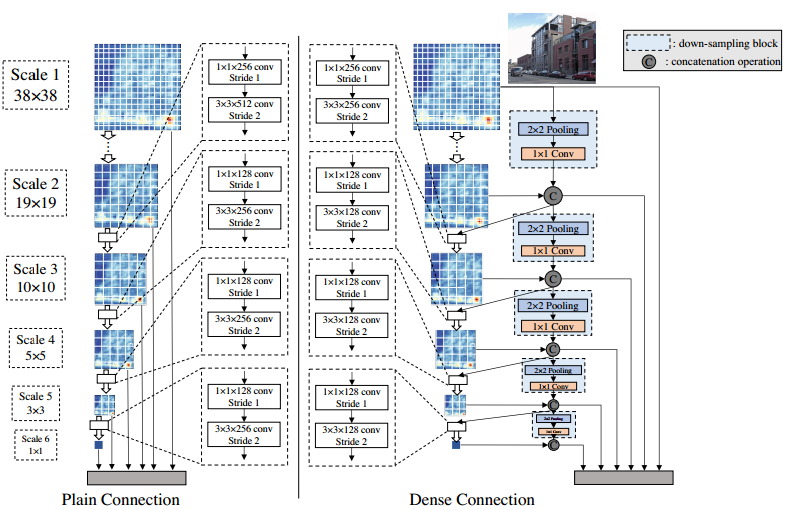 Scale 1
38×38
Scale 2
19×19
Scale 3
10×10
Scale 4
5×5
Scale 5
3×3
Scale 6
1×1
1×1×256 conv
Stride 1
3×3×512 conv
Stride 2
1×1×128 conv
Stride 1
3×3×256 conv
Stride 2
1×1×128 conv
Stride 1
3×3×256 conv
Stride 2
1×1×128 conv
Stride 1
3×3×256 conv
Stride 2
Plain Connection
1×1×256 conv
Stride 1
3×3×256 conv
Stride 2
1×1×128 conv
Stride 1
3×3×128 conv
Stride 2
1×1×128 conv
Stride 1
3×3×128 conv
Stride 2
1×1×128 conv
Stride 1
3×3×128 conv
Stride 2
2×2 Pooling
1×1 Conv
C
2×2 Pooling
1×1 Conv
C
2×2 Pooling
1×1 Conv
C
2×2 Pooling
1×1 Conv
C
2×2 Pooling
1×1 Conv
C
Dense Connection
: down-sampling block
C : concatenation operation